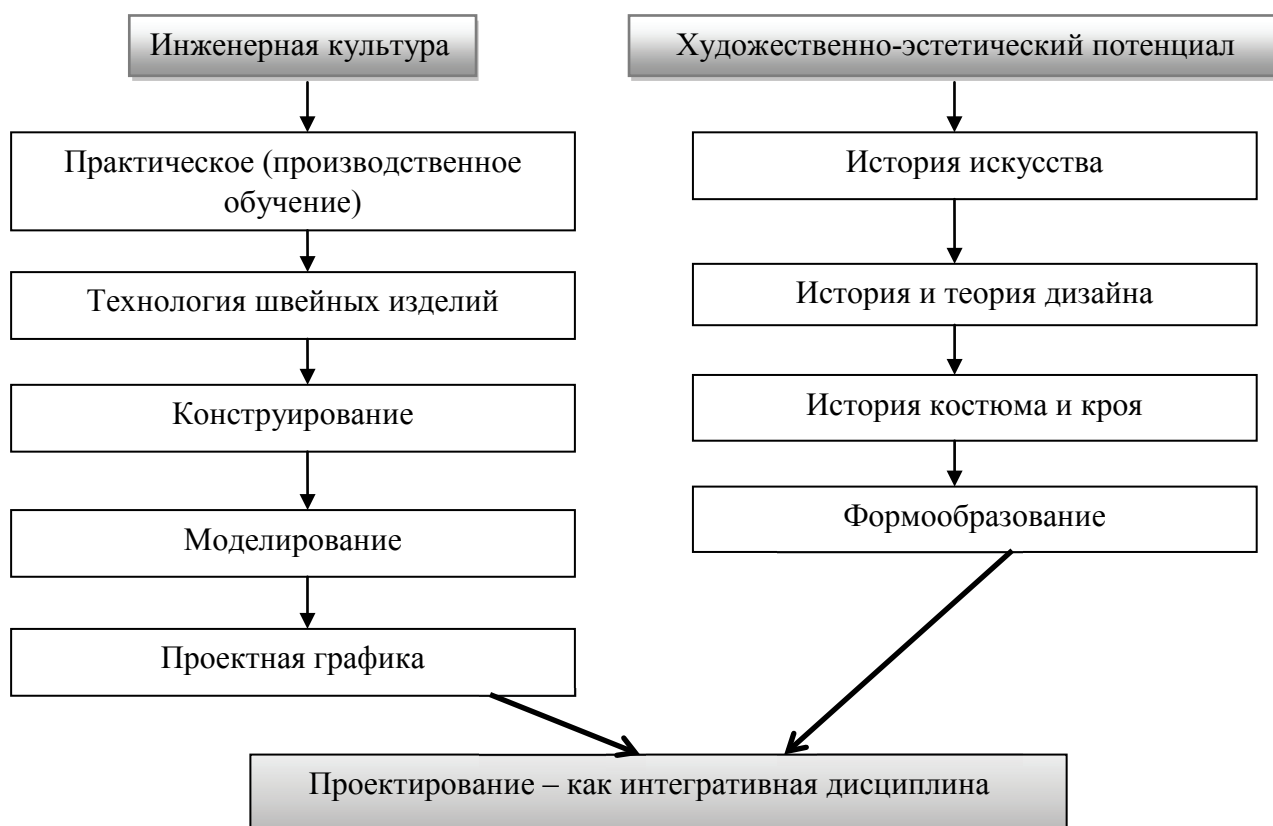 Инженерная культура
Практическое (производственное
обучение)
Технология швейных изделий
Конструирование
Моделирование
Проектная графика
Художественно-эстетический потенциал
История искусства
История и теория дизайна
История костюма и кроя
Формообразование
Проектирование – как интегративная дисциплина